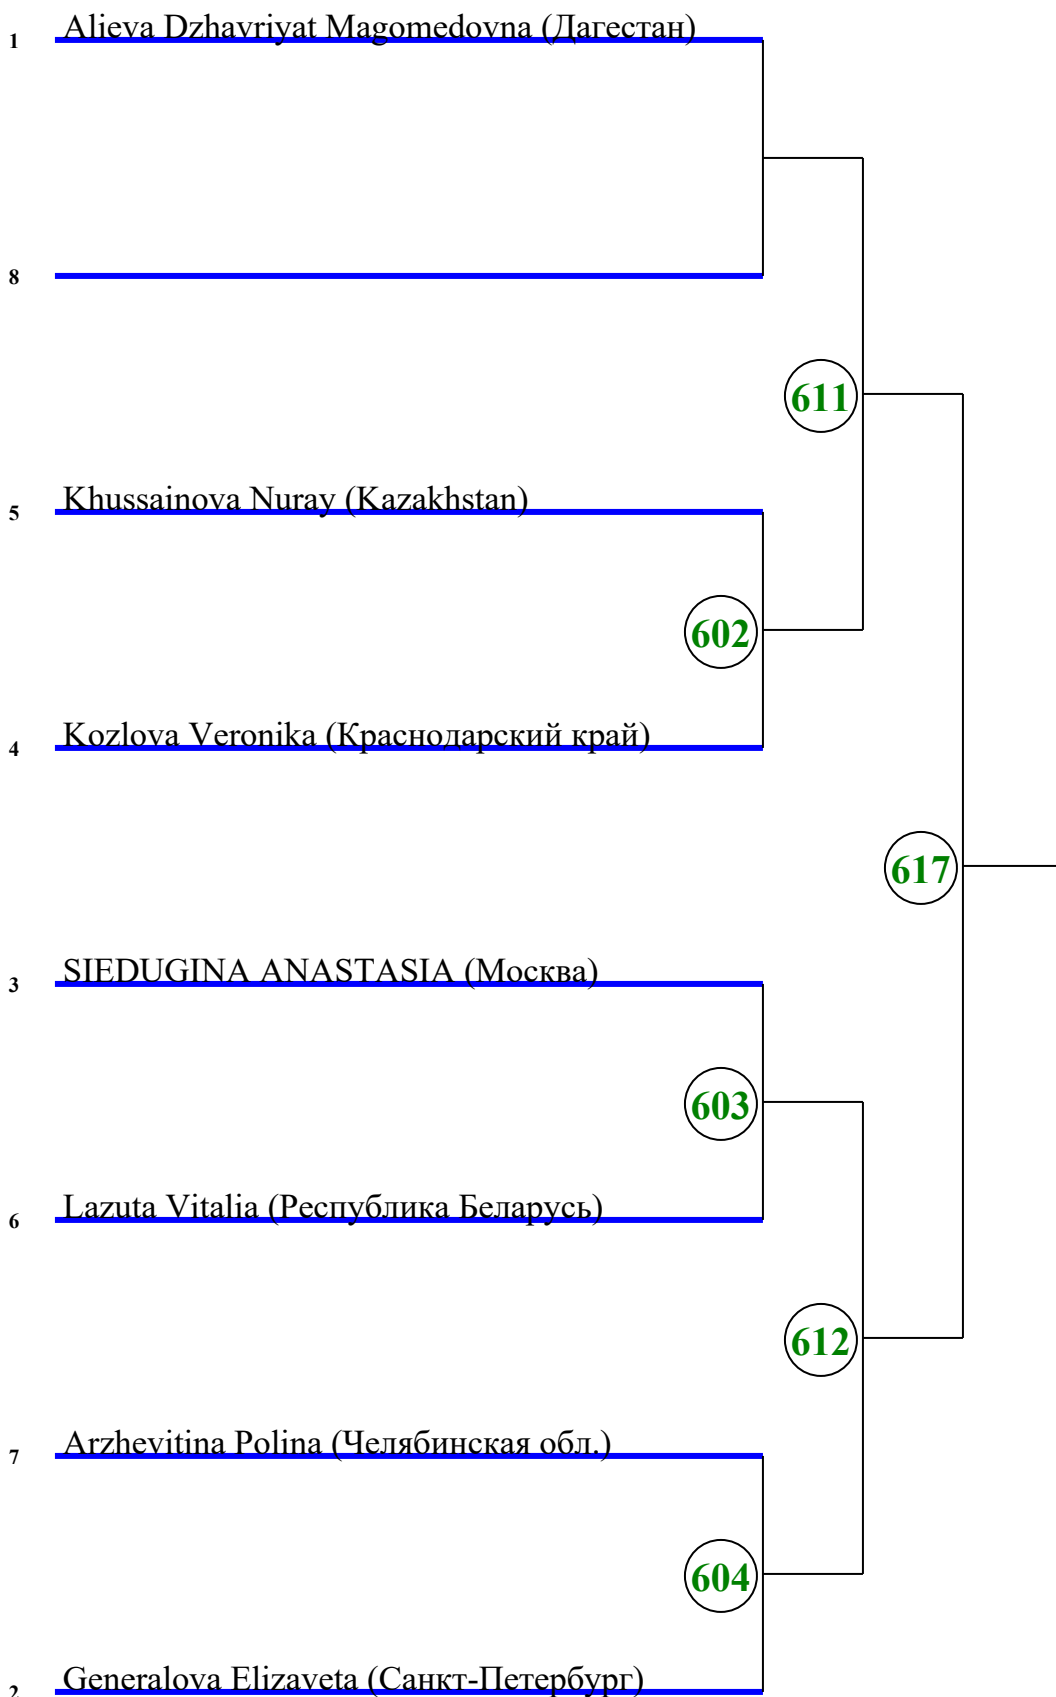 1 Alieva Dzhavriyat Magomedovna (Дагестан)
8
611
5 Khussainova Nuray (Kazakhstan)
602
4 Kozlova Veronika (Краснодарский край)
617
3 SIEDUGINA ANASTASIA (Москва)
603
6 Lazuta Vitalia (Республика Беларусь)
612
7 Arzhevitina Polina (Челябинская обл.)
604
2 Generalova Elizaveta (Санкт-Петербург)